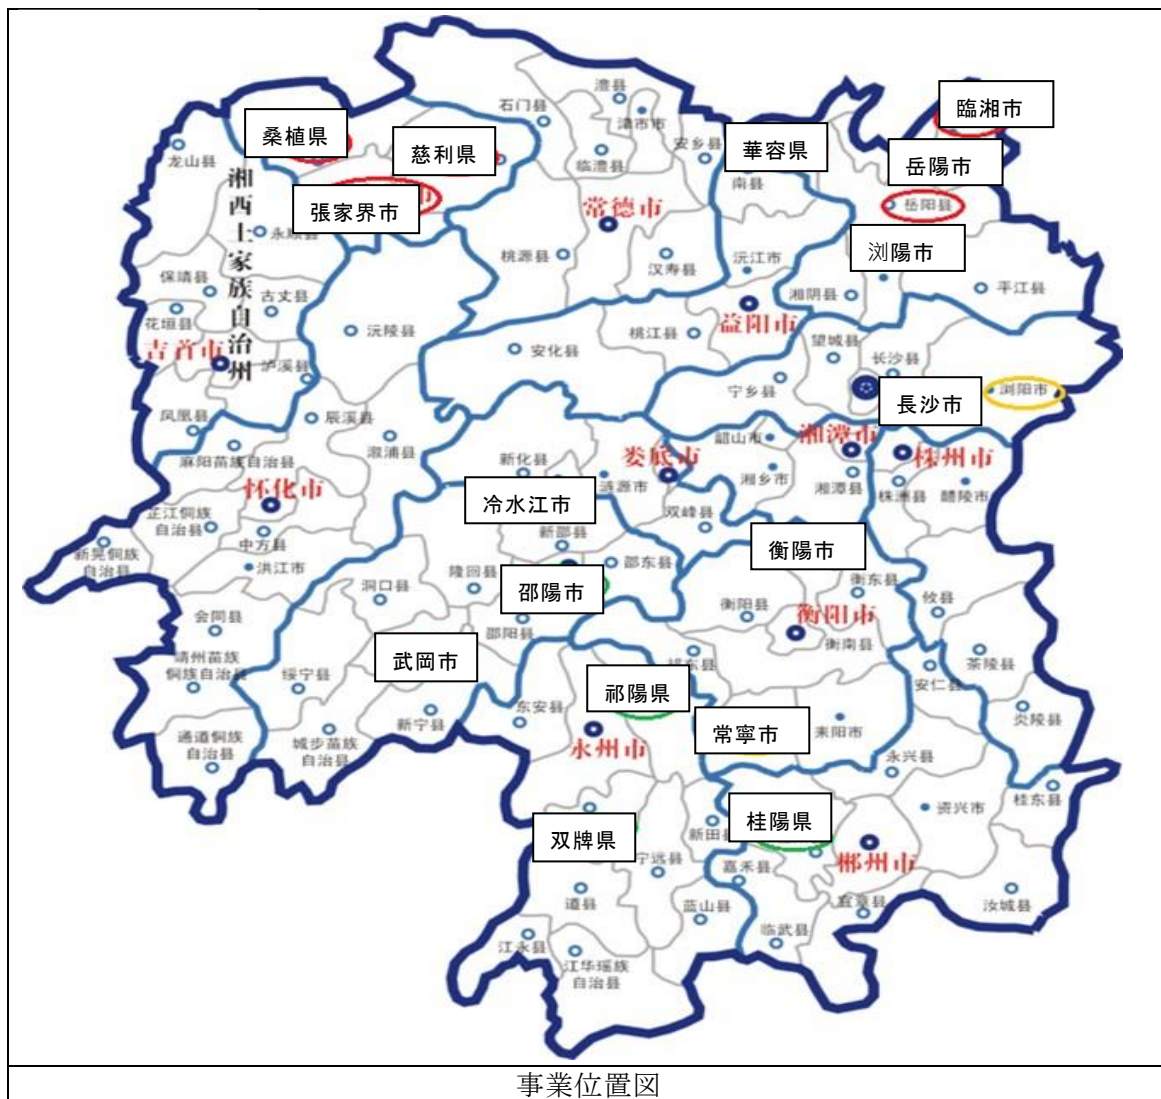 石门县
澧县
津市市
临澧县
安乡县
桑植県
慈利県
張家界市
市
龙山县
湘西土家族自治州
永顺县
保靖县
古丈县
花垣县
吉首市
泸溪县
凤凰县
常德市
桃源县
汉寿县
華容県
南县
沅江市
臨湘市
岳陽市
岳阳县
浏陽市
湘阴县
平江县
沅陵县
安化县
桃江县
益阳市
望城县
长沙县
宁乡县
長沙市
浏阳市
辰溪县
溆浦县
麻阳苗族自治县
怀化市
芷江侗族
自治县
新晃侗族
自治县
中方县
洪江市
会同县
靖州苗族
侗族自治县
通道侗族
自治县
新化县
娄底市
涟源市
冷水江市
双峰县
韶山市
湘潭市
湘乡市
湘潭县
株州市
株洲县
醴陵市
新邵县
邵东县
隆回县
邵陽市
洞口县
邵阳县
武岡市
绥宁县
新宁县
城步苗族
自治县
衡陽市
衡东县
衡阳县
衡阳市
衡南县
祁陽県
常寧市
耒阳市
攸县
茶陵县
安仁县
炎陵县
东安县
永州市
双牌県
宁远县
道县
蓝山县
江永县
江华瑶族
自治县
永兴县
资兴市
桂东县
桂陽県
郴州市
嘉禾县
宜章县
临武县
汝城县
事業位置図